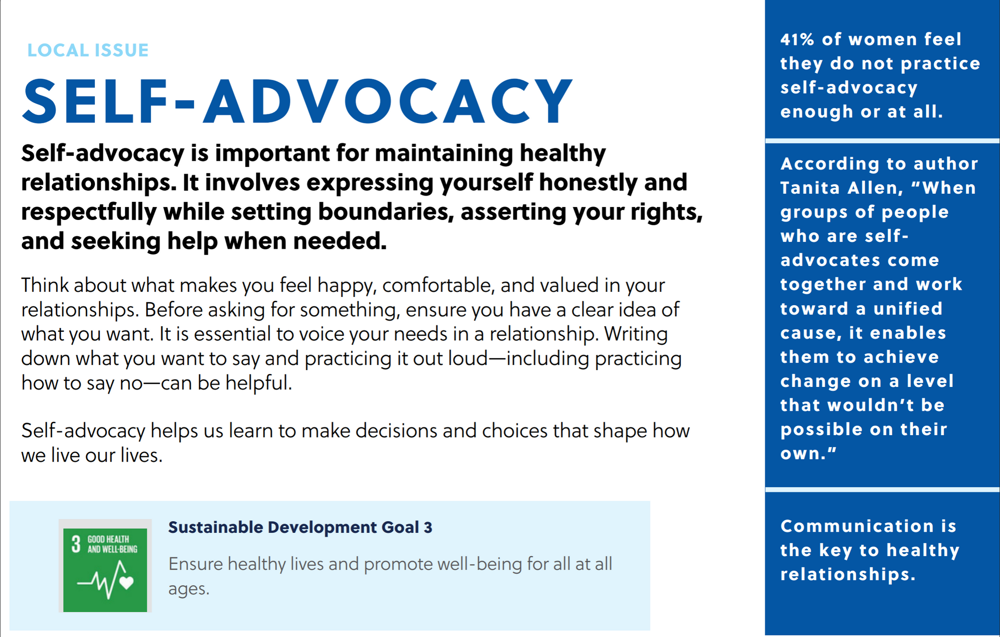 LOCAL ISSUE
SELF-ADVOCACY
Self-advocacy is important for maintaining healthy
relationships. It involves expressing yourself honestly and
respectfully while setting boundaries, asserting your rights,
and seeking help when needed.
Think about what makes you feel happy, comfortable, and valued in your
relationships. Before asking for something, ensure you have a clear idea of
what you want. It is essential to voice your needs in a relationship. Writing
down what you want to say and practicing it out loud—including practicing
how to say no—can be helpful.
Self-advocacy helps us learn to make decisions and choices that shape how
we live our lives.
3 GOOD HEALTH
AND WELL-BEING
Sustainable Development Goal 3
Ensure healthy lives and promote well-being for all at all
ages.
41% of women feel
they do not practice
self-advocacy
enough or at all.
According to author
Tanita Allen, "When
groups of people
who are self-
advocates come
together and work
toward a unified
cause, it enables
them to achieve
change on a level
that wouldn't be
possible on their
own."
Communication is
the key to healthy
relationships.